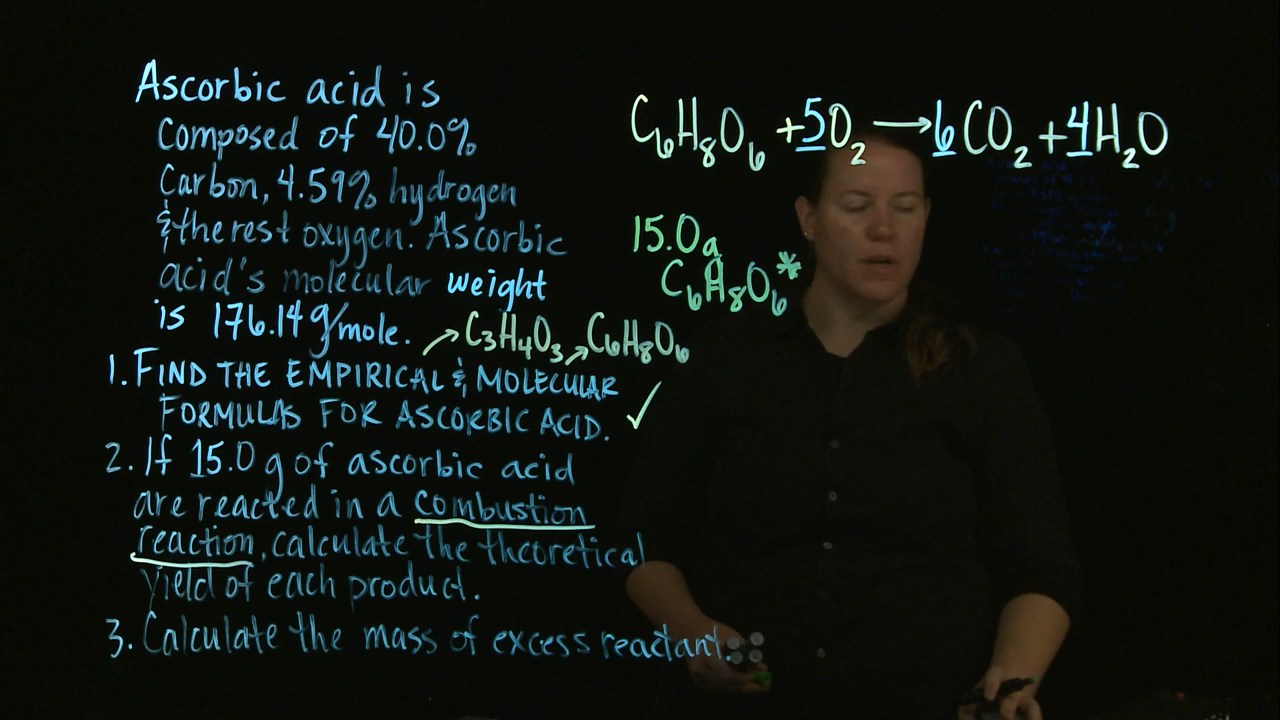 Ascorbic acid is
composed of 40.0%
Carbon, 4.59% hydrogen
& the rest oxygen. Ascorbic
acid's molecular weight
is 176.14 g/mole.
→ C₃H₄O₃ → C₆H₈O₆
1. FIND THE EMPIRICAL & MOLECULAR
FORMULAS FOR ASCORBIC ACID. ✓
2. If 15.0 g of ascorbic acid
are reacted in a combustion
reaction, calculate the theoretical
yield of each product.
3. Calculate the mass of excess reactant.
C₆H₈O₆ + 5O₂ → 6CO₂ + 4H₂O
15.0g
C₆H₈O₆*